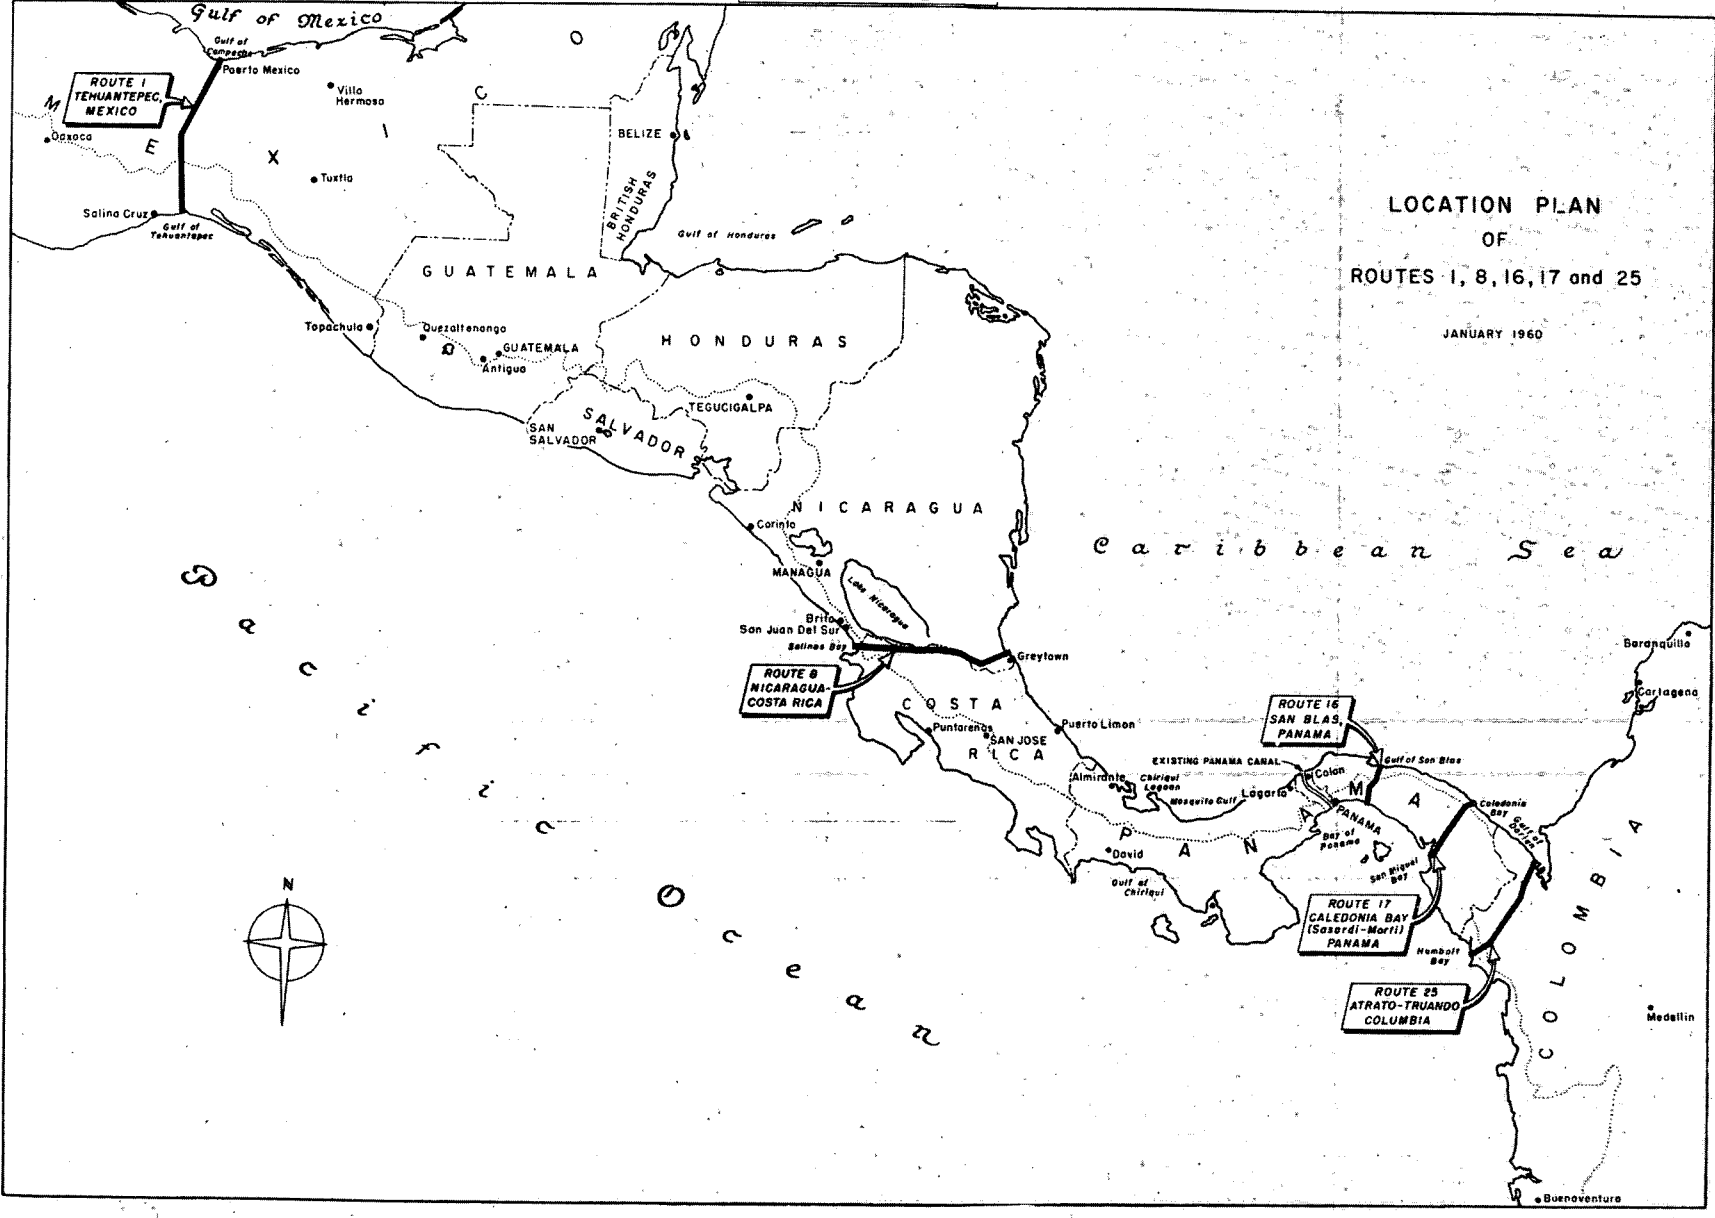 Gulf of Mexico
Gulf of
Campeche
Puerto Mexico
ROUTE 1
TEHUANTEPEC,
MEXICO
Villa
Hermosa
Oaxaca
M E X I C O
Tuxtla
Salina Cruz
Gulf of
Tehuantepec
BELIZE
BRITISH
HONDURAS
Gulf of Honduras
LOCATION PLAN
OF
ROUTES 1, 8, 16, 17 and 25
JANUARY 1960
GUATEMALA
Tapachula
Quezaltenango
GUATEMALA
Antigua
HONDURAS
TEGUCIGALPA
SALVADOR
SAN
SALVADOR
NICARAGUA
Corinto
MANAGUA
Lake Nicaragua
Caribbean Sea
Pacific Ocean
Brito
San Juan Del Sur
Salinas Bay
Greytown
ROUTE 8
NICARAGUA-
COSTA RICA
COSTA
RICA
Puntarenas
SAN JOSE
Puerto Limon
Baranquilla
Cartagena
ROUTE 16
SAN BLAS,
PANAMA
EXISTING PANAMA CANAL
Colon
Gulf of San Blas
Almirante
Chiriqui
Lagoon
Mosquito Gulf
Lagarto
PANAMA
PANAMA
Bay of
Panama
Caledonia
Bay
Gulf of
Darien
David
Gulf of
Chiriqui
San Miguel
Bay
ROUTE 17
CALEDONIA BAY
(Sasardi-Morti)
PANAMA
Humbolt
Bay
ROUTE 25
ATRATO-TRUANDO
COLUMBIA
COLOMBIA
Medellin
Buenaventura
N